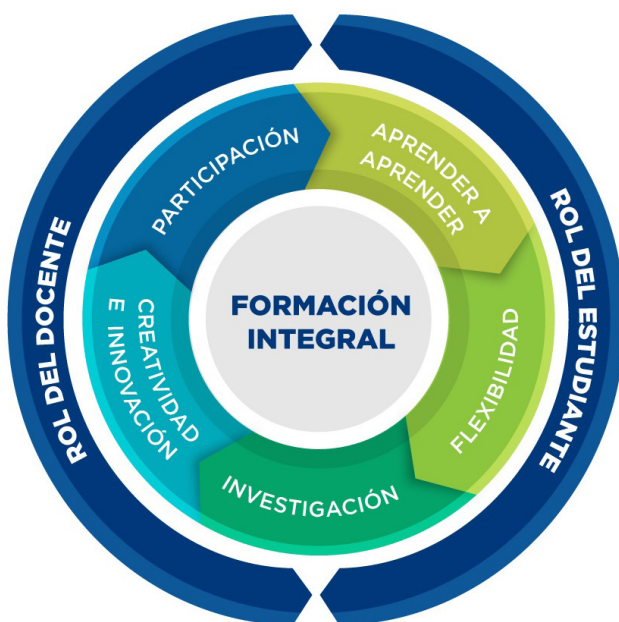 ROL DEL DOCENTE
ROL DEL ESTUDIANTE
PARTICIPACIÓN
APRENDER A
APRENDER
FLEXIBILIDAD
INVESTIGACIÓN
CREATIVIDAD
E INNOVACIÓN
FORMACIÓN
INTEGRAL